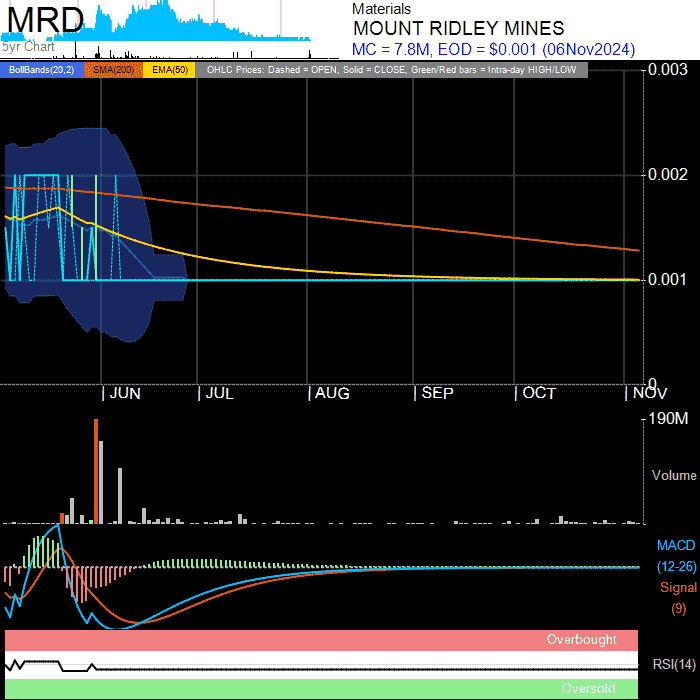 MRD
5yr Chart
Materials
MOUNT RIDLEY MINES
MC = 7.8M, EOD = $0.001 (06Nov2024)
BollBands(20,2) SMA(200) EMA(50) OHLC Prices: Dashed = OPEN, Solid = CLOSE, Green/Red bars = Intra-day HIGH/LOW
0.003
0.002
0.001
0
JUN JUL AUG SEP OCT NOV
190M
Volume
MACD
(12-26)
Signal
(9)
Overbought
RSI(14)
Oversold